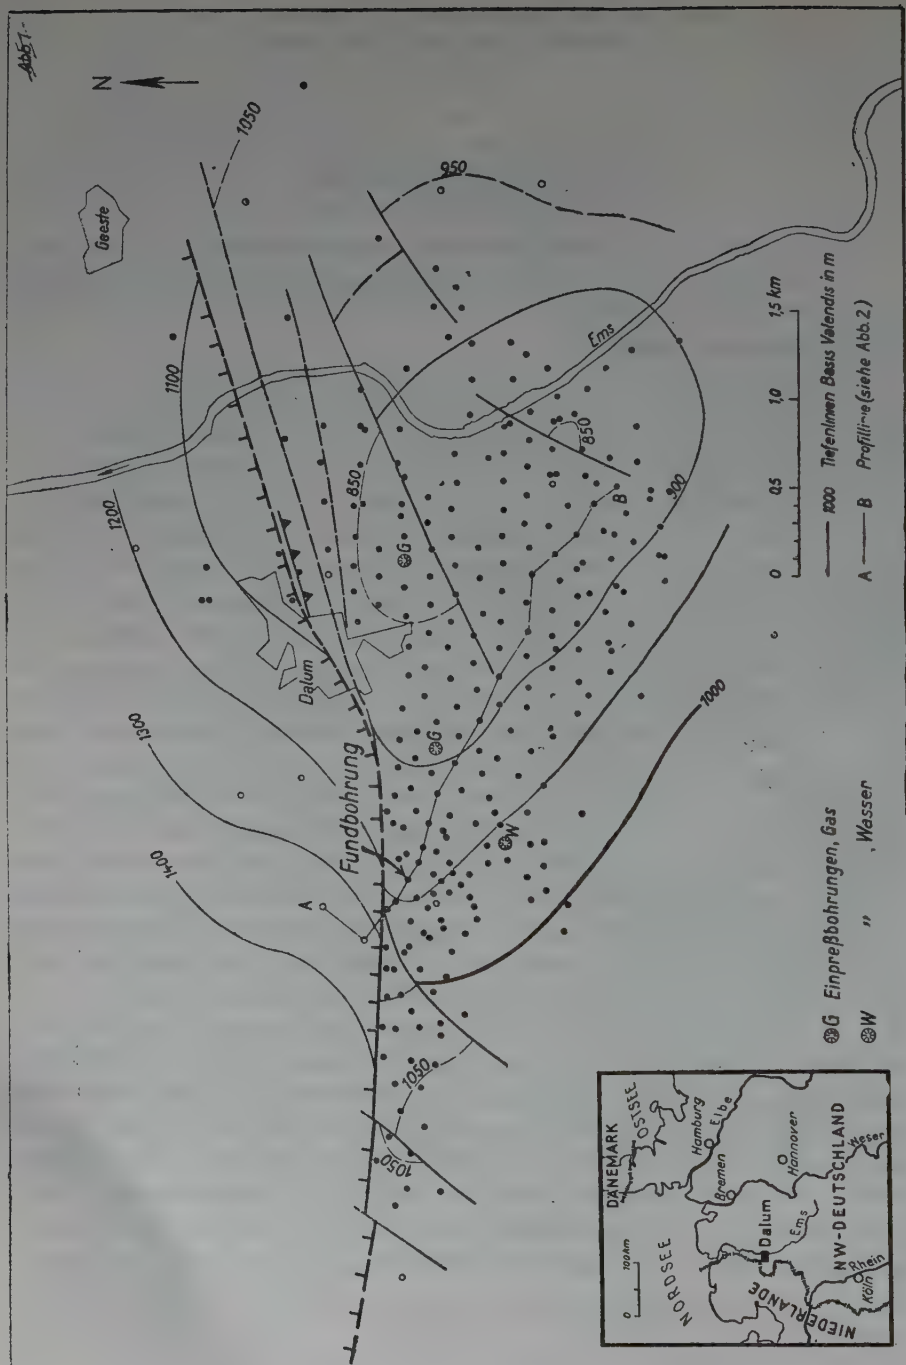 Abb. 1.-
N
Geeste
1050
1100
950
1200
1300
1400
Dalum
Fundbohrung
A
850
G
G
Ems
850
B
900
W
1000
1050
1050
0 0,5 1,0 1,5 km
1000 Tiefenlinien Basis Valendis in m
A B Profillinie (siehe Abb. 2)
G Einpreßbohrungen, Gas
W " , Wasser
DÄNEMARK
OSTSEE
NORDSEE
0 100 km
Hamburg
Elbe
Bremen
Hannover
Weser
Dalum
Ems
NIEDERLANDE
NW-DEUTSCHLAND
Rhein
Köln